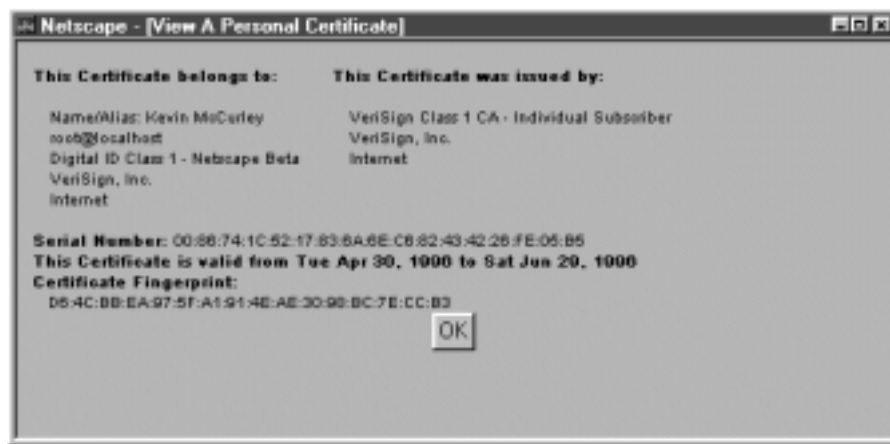 Netscape - [View A Personal Certificate]
This Certificate belongs to:
Name/Alias: Kevin McCurley
root@localhost
Digital ID Class 1 - Netscape Beta
VeriSign, Inc.
Internet
This Certificate was issued by:
VeriSign Class 1 CA - Individual Subscriber
VeriSign, Inc.
Internet
Serial Number: 00:86:74:1C:52:17:83:6A:6E:C6:82:43:42:26:FE:05:B5
This Certificate is valid from Tue Apr 30, 1996 to Sat Jun 29, 1996
Certificate Fingerprint:
D6:4C:BB:EA:97:5F:A1:91:4E:AE:30:90:BC:7E:CC:B3
OK